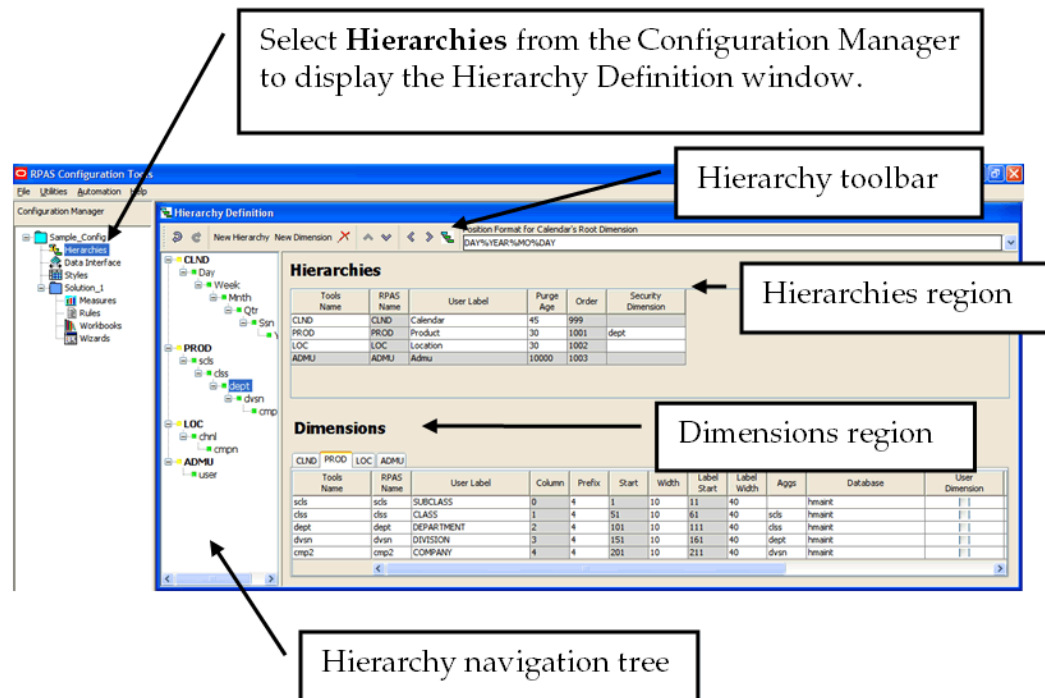 Select Hierarchies from the Configuration Manager
to display the Hierarchy Definition window.
RPAS Configuration Tools
File Utilities Automation Help
Hierarchy toolbar
Configuration Manager
Sample_Config
Hierarchies
Data Interface
Styles
Solution_1
Measures
Rules
Workbooks
Wizards
Hierarchy Definition
New Hierarchy New Dimension
Position Format for Calendar's Root Dimension
DAY%YEAR%MO%DAY
CLND
Day
Week
Mnth
Qtr
Ssn
PROD
scls
clss
dept
dvsn
cmp
LOC
chnl
cmpn
ADMU
user
Hierarchies
Hierarchies region
Tools Name RPAS Name User Label Purge Age Order Security Dimension
CLND CLND Calendar 45 999
PROD PROD Product 30 1001 dept
LOC LOC Location 30 1002
ADMU ADMU Admu 10000 1003
Dimensions
Dimensions region
CLND PROD LOC ADMU
Tools Name RPAS Name User Label Column Prefix Start Width Label Start Label Width Aggs Database User Dimension
scls scls SUBCLASS 0 4 1 10 11 40 hmaint
clss clss CLASS 1 4 51 10 61 40 scls hmaint
dept dept DEPARTMENT 2 4 101 10 111 40 clss hmaint
dvsn dvsn DIVISION 3 4 151 10 161 40 dept hmaint
cmp2 cmp2 COMPANY 4 4 201 10 211 40 dvsn hmaint
Hierarchy navigation tree